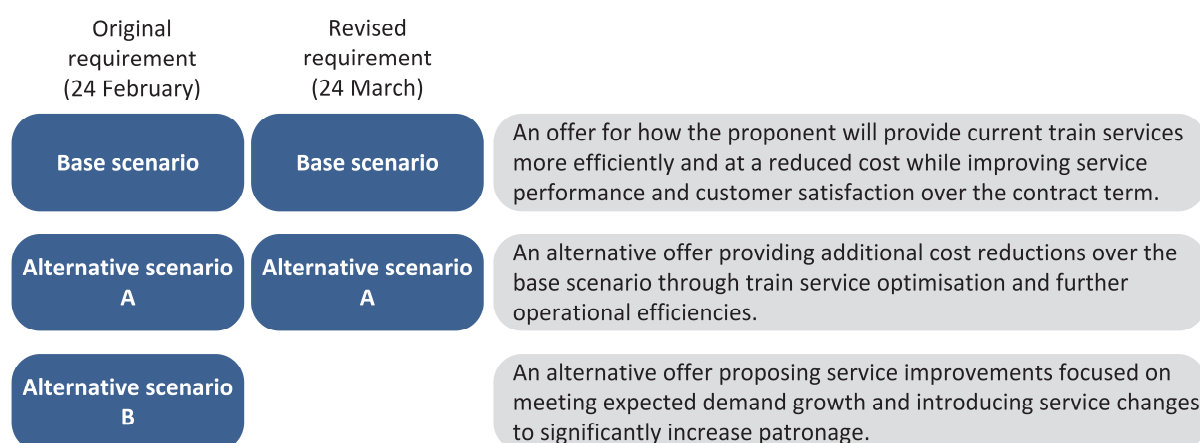 Original
requirement
(24 February)
Revised
requirement
(24 March)
Base scenario
Base scenario
An offer for how the proponent will provide current train services
more efficiently and at a reduced cost while improving service
performance and customer satisfaction over the contract term.
Alternative scenario
A
Alternative scenario
A
An alternative offer providing additional cost reductions over the
base scenario through train service optimisation and further
operational efficiencies.
Alternative scenario
B
An alternative offer proposing service improvements focused on
meeting expected demand growth and introducing service changes
to significantly increase patronage.